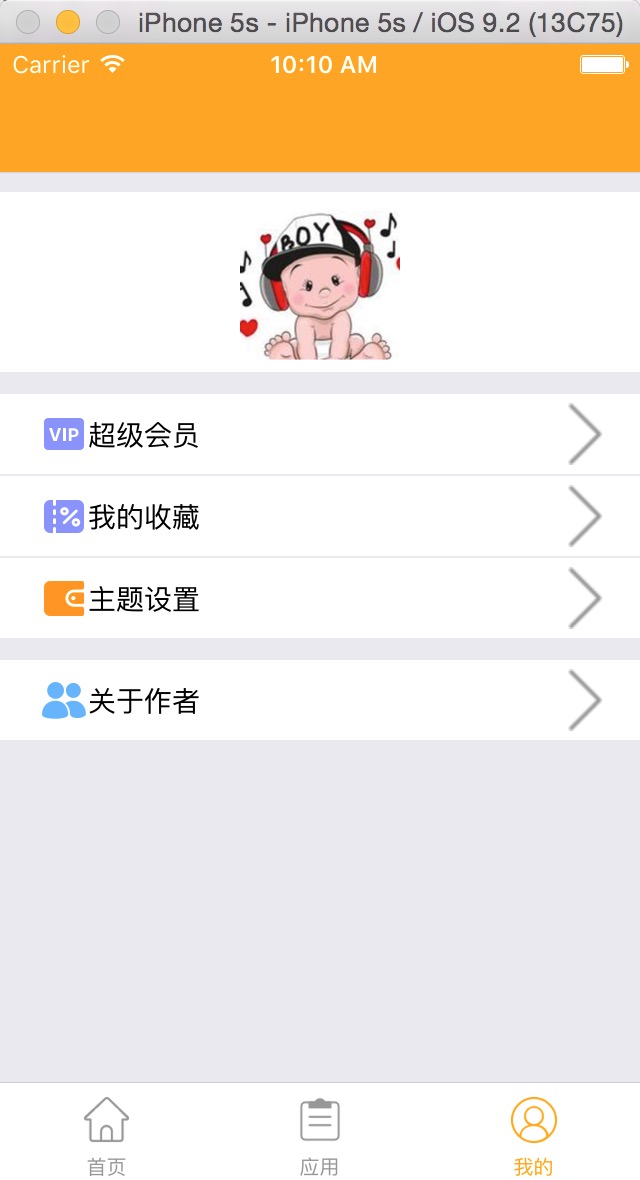 iPhone 5s - iPhone 5s / iOS 9.2 (13C75)
Carrier 10:10 AM
BOY
VIP 超级会员
% 我的收藏
主题设置
关于作者
首页 应用 我的